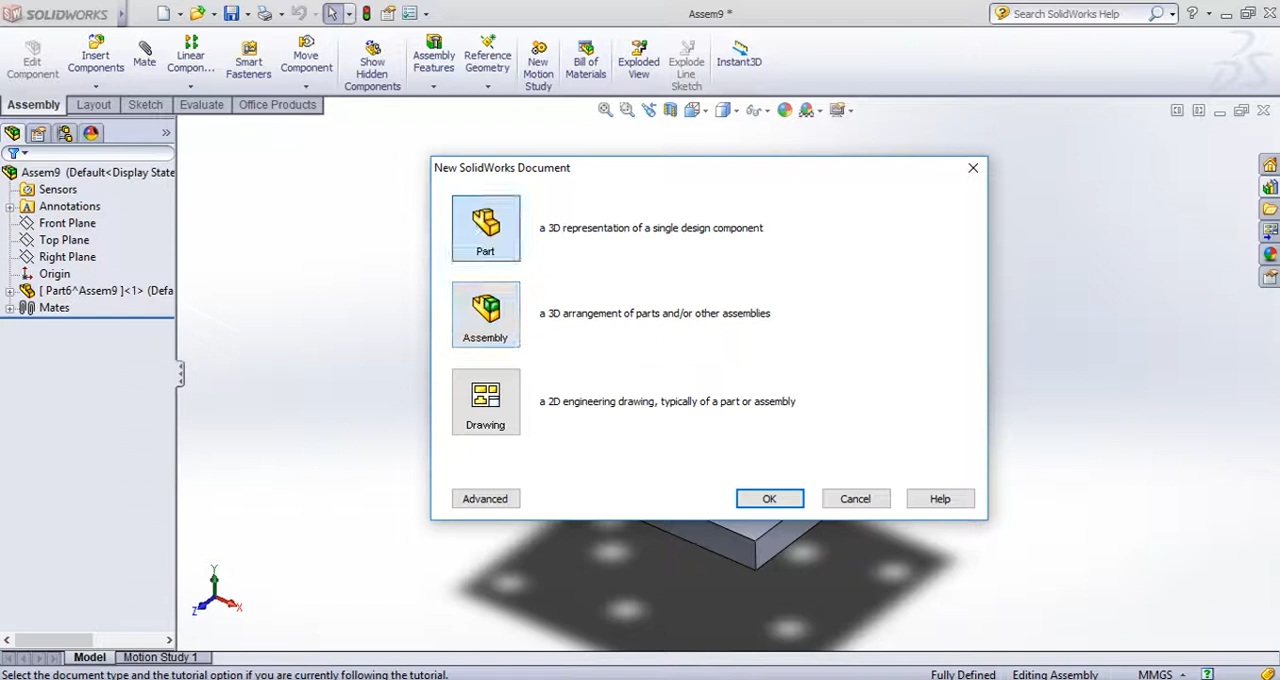 SOLIDWORKS
Assem9 *
Search SolidWorks Help
Edit Component
Insert Components
Mate
Linear Compon...
Smart Fasteners
Move Component
Show Hidden Components
Assembly Features
Reference Geometry
New Motion Study
Bill of Materials
Exploded View
Explode Line Sketch
Instant3D
Assembly
Layout
Sketch
Evaluate
Office Products
Assem9 (Default<Display State
Sensors
Annotations
Front Plane
Top Plane
Right Plane
Origin
[ Part6^Assem9 ]<1> (Defa
Mates
New SolidWorks Document
Part
a 3D representation of a single design component
Assembly
a 3D arrangement of parts and/or other assemblies
Drawing
a 2D engineering drawing, typically of a part or assembly
Advanced
OK
Cancel
Help
Y
Z
X
Model
Motion Study 1
Select the document type and the tutorial option if you are currently following the tutorial.
Fully Defined
Editing Assembly
MMGS